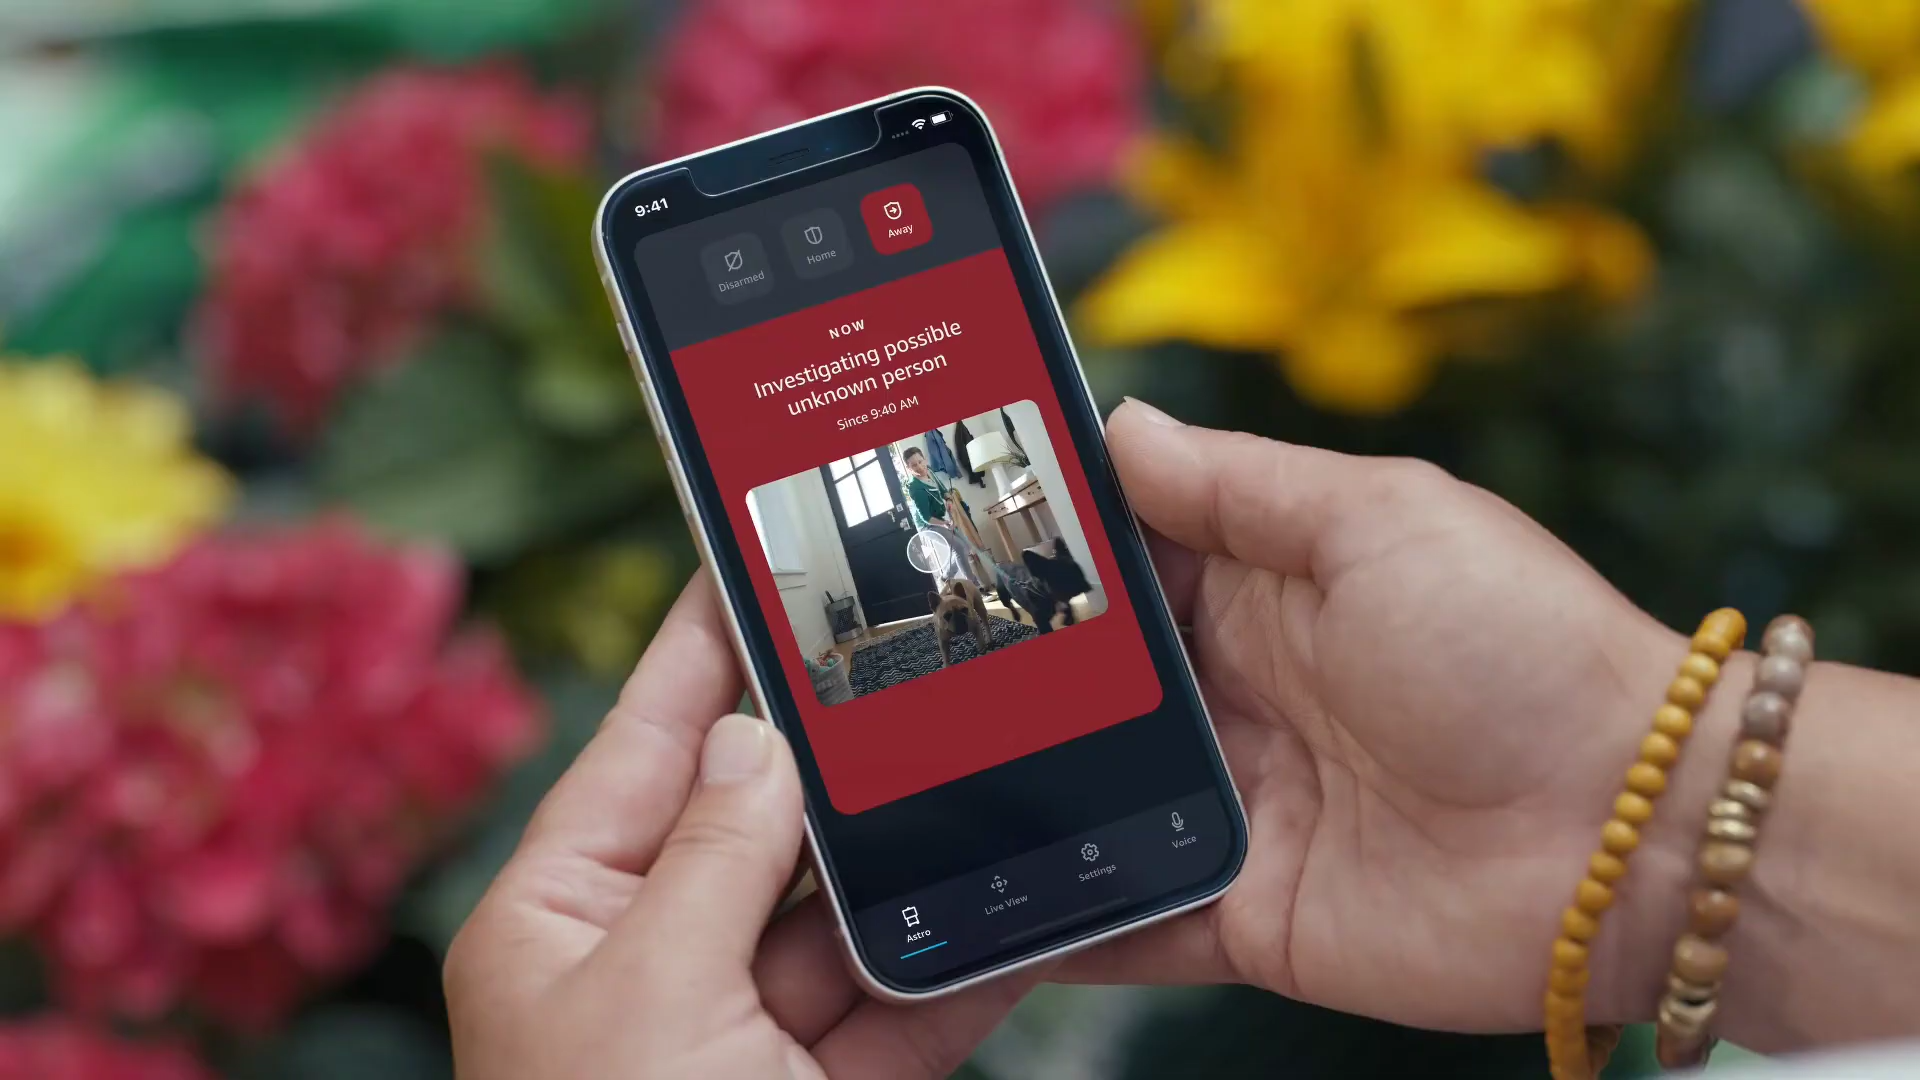 9:41
Disarmed
Home
Away
NOW
Investigating possible
unknown person
Since 9:40 AM
Astro
Live View
Settings
Voice